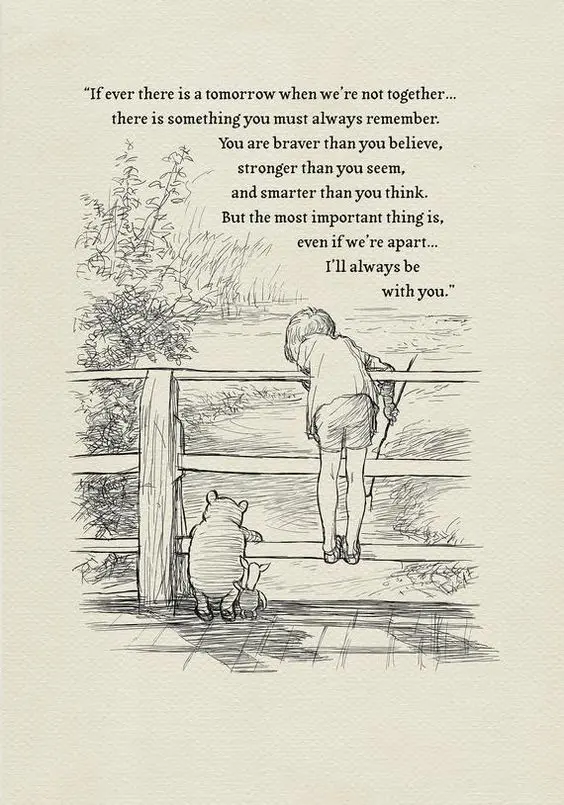 “If ever there is a tomorrow when we’re not together...
there is something you must always remember.
You are braver than you believe,
stronger than you seem,
and smarter than you think.
But the most important thing is,
even if we’re apart...
I’ll always be
with you.”